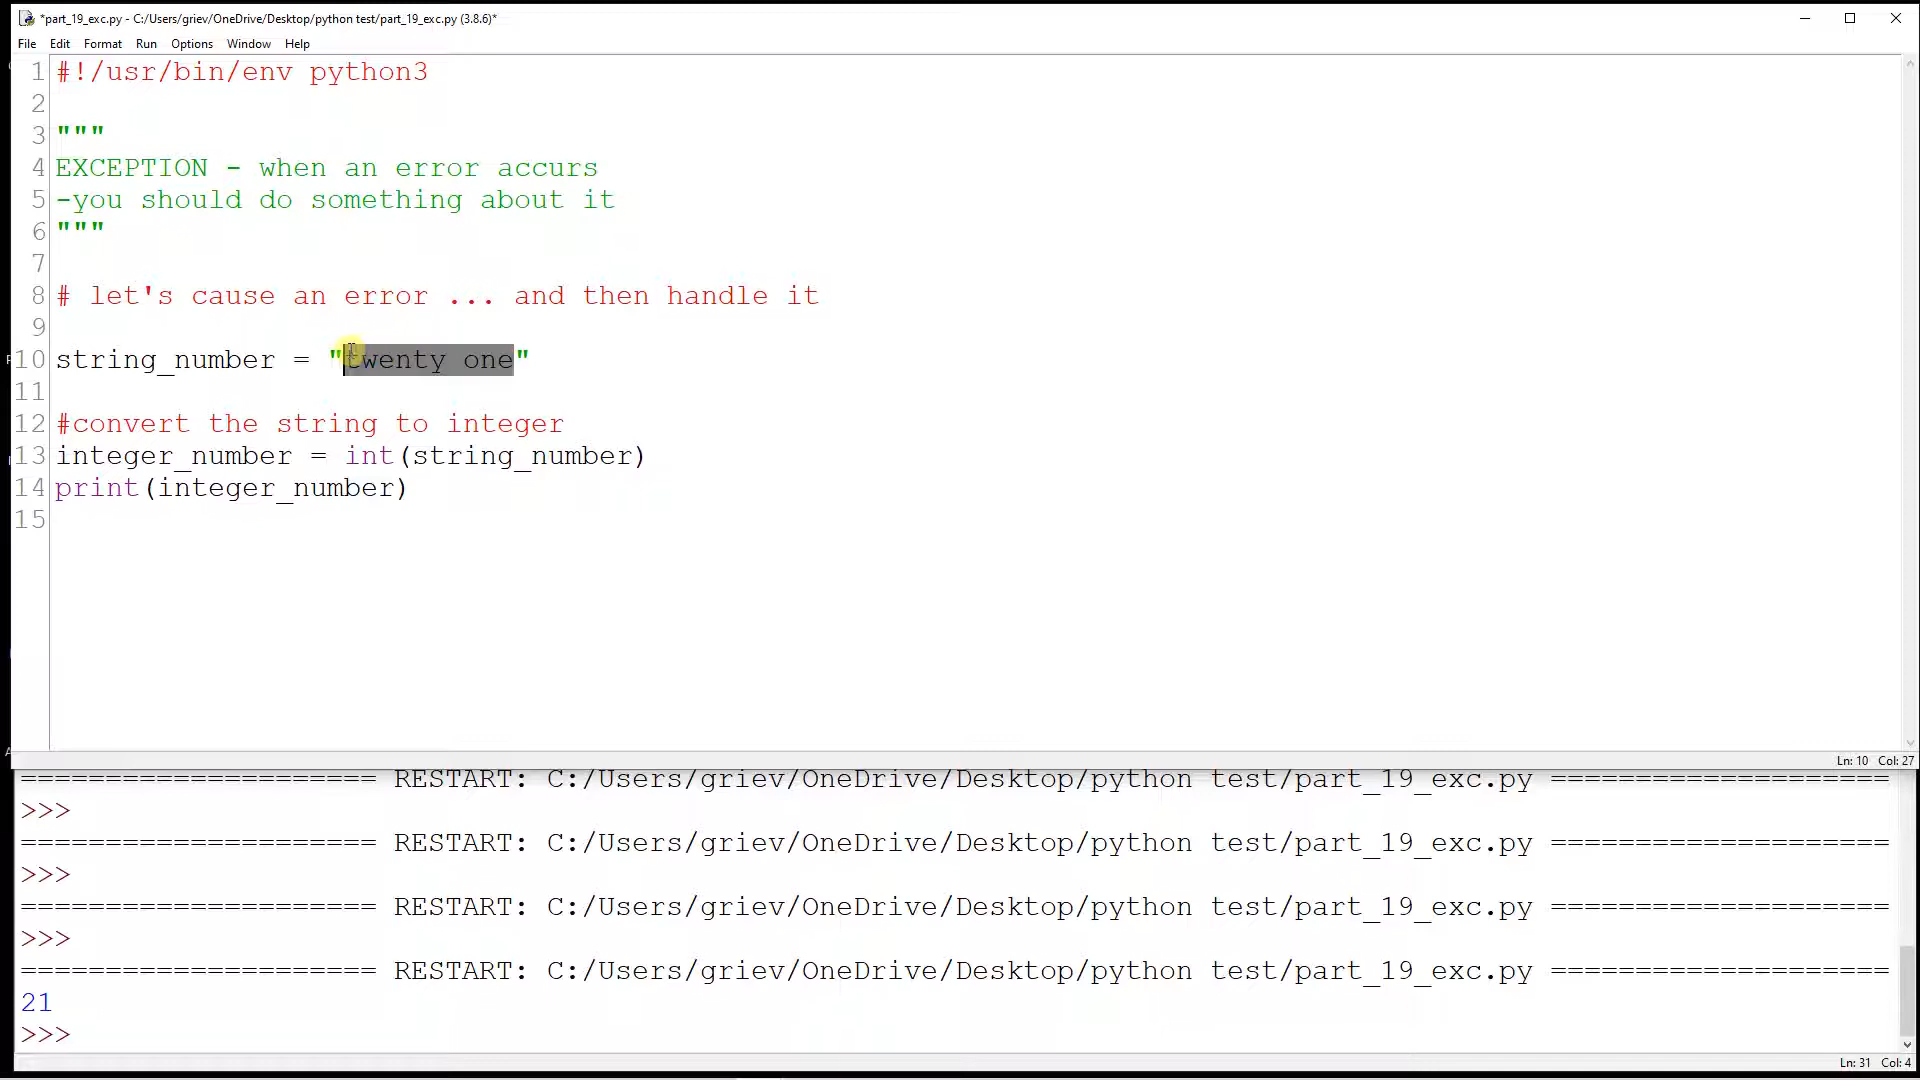 *part_19_exc.py - C:/Users/griev/OneDrive/Desktop/python test/part_19_exc.py (3.8.6)*
File Edit Format Run Options Window Help
1 #!/usr/bin/env python3
2
3 """
4 EXCEPTION - when an error accurs
5 -you should do something about it
6 """
7
8 # let's cause an error ... and then handle it
9
10 string_number = "twenty one"
11
12 #convert the string to integer
13 integer_number = int(string_number)
14 print(integer_number)
15
Ln: 10 Col: 27
===================== RESTART: C:/Users/griev/OneDrive/Desktop/python test/part_19_exc.py ====================
>>>
===================== RESTART: C:/Users/griev/OneDrive/Desktop/python test/part_19_exc.py ====================
>>>
===================== RESTART: C:/Users/griev/OneDrive/Desktop/python test/part_19_exc.py ====================
>>>
===================== RESTART: C:/Users/griev/OneDrive/Desktop/python test/part_19_exc.py ====================
21
>>>
Ln: 31 Col: 4